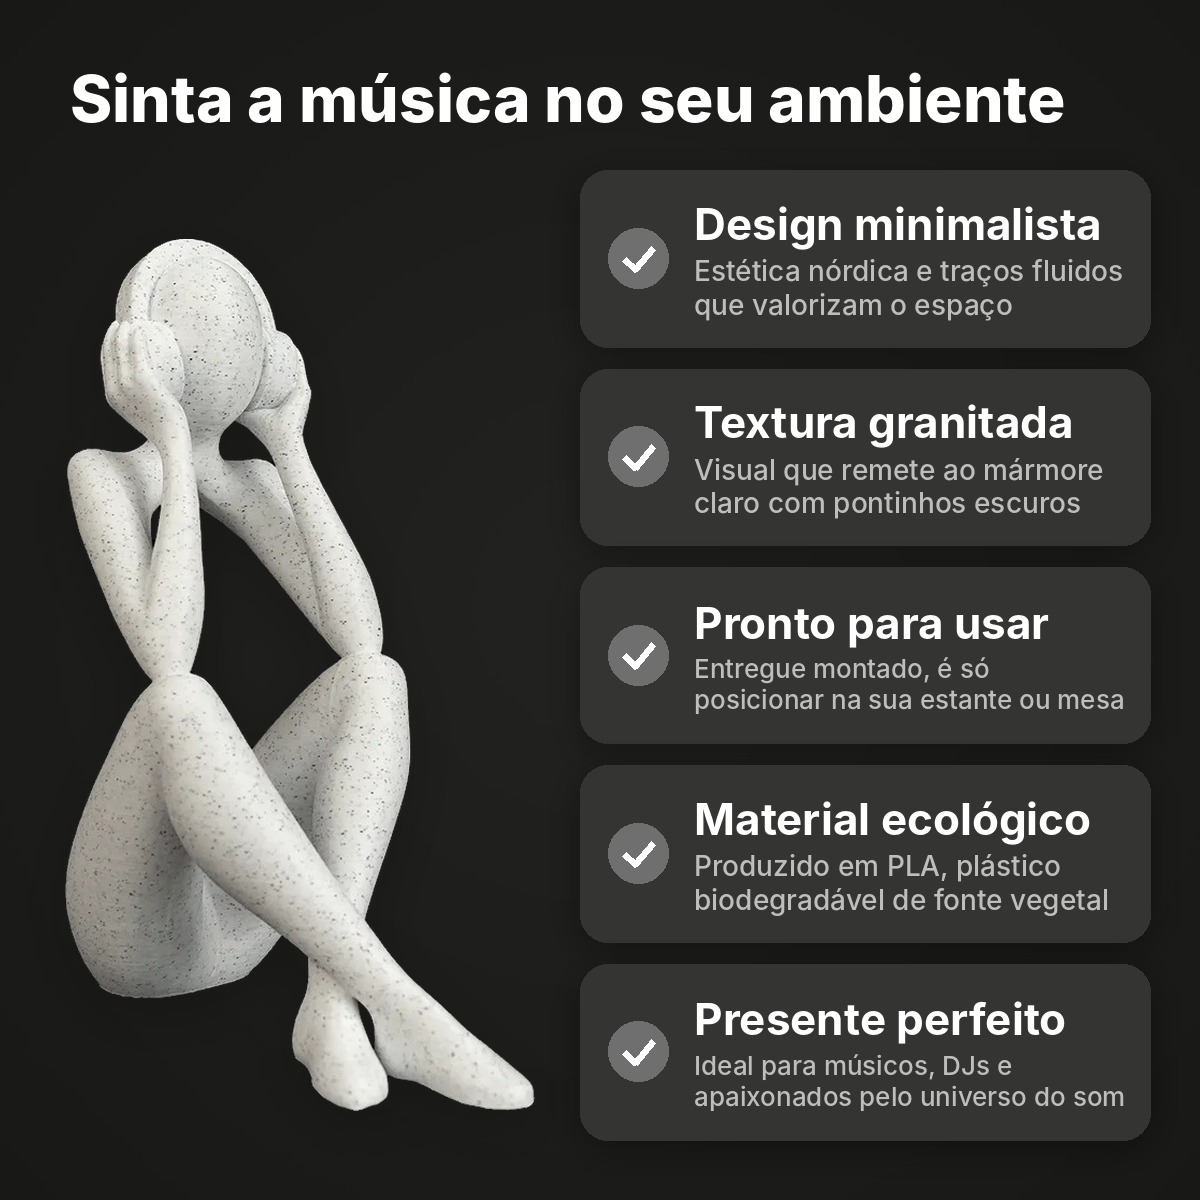 Sinta a música no seu ambiente
Design minimalista
Estética nórdica e traços fluidos
que valorizam o espaço
Textura granitada
Visual que remete ao mármore
claro com pontinhos escuros
Pronto para usar
Entregue montado, é só
posicionar na sua estante ou mesa
Material ecológico
Produzido em PLA, plástico
biodegradável de fonte vegetal
Presente perfeito
Ideal para músicos, DJs e
apaixonados pelo universo do som